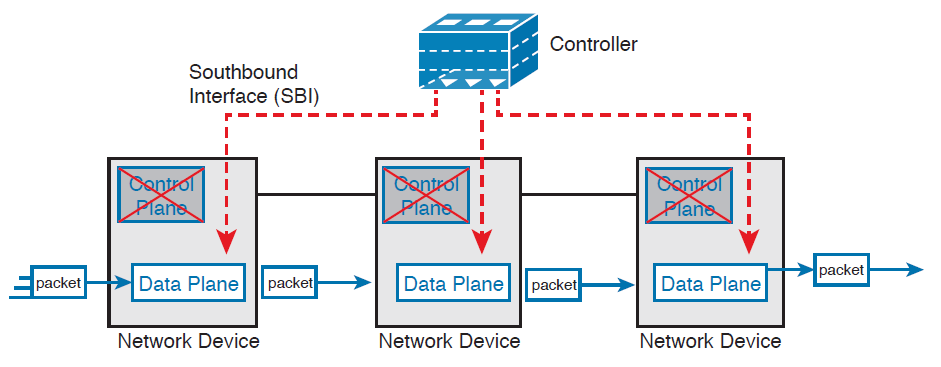 Controller
Southbound
Interface (SBI)
Control
Plane
Control
Plane
Control
Plane
packet
Data Plane
packet
Data Plane
packet
Data Plane
packet
Network Device
Network Device
Network Device